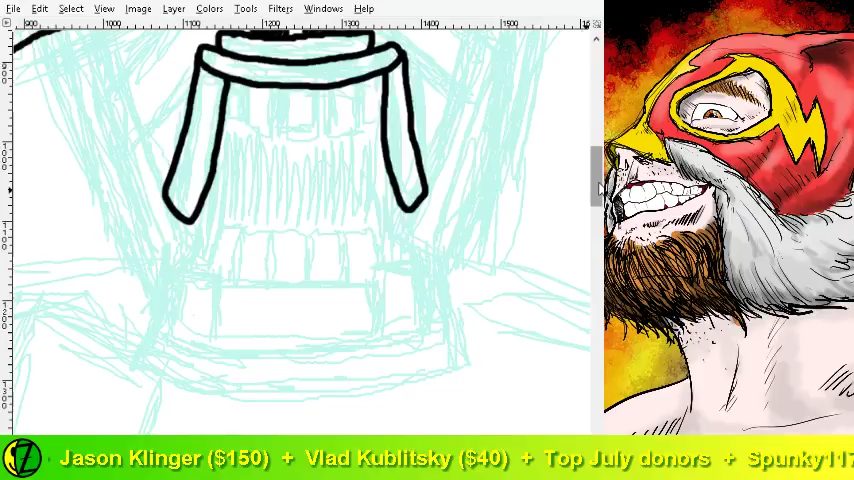 File Edit Select View Image Layer Colors Tools Filters Windows Help
900 1000 1100 1200 1300 1400 1500
Jason Klinger ($150) + Vlad Kublitsky ($40) + Top July donors + Spunky117